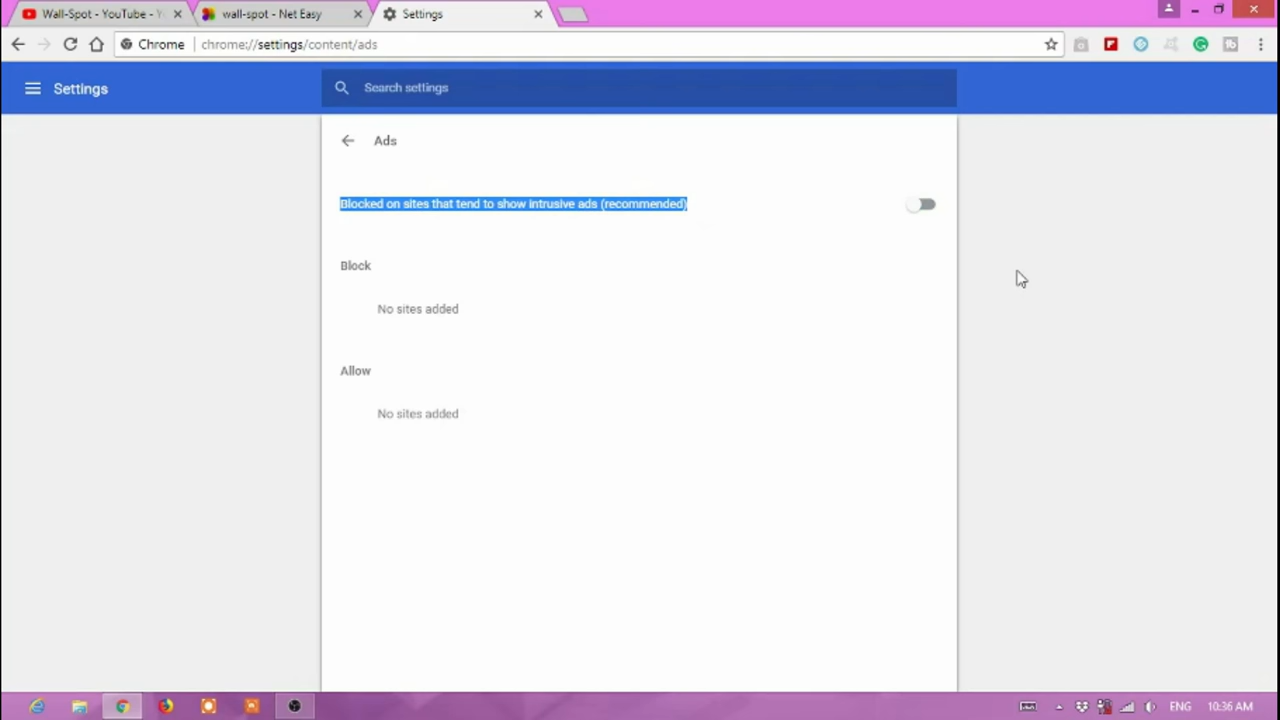 Wall-Spot - YouTube - Y
wall-spot - Net Easy
Settings
Chrome
chrome://settings/content/ads
Settings
Search settings
Ads
Blocked on sites that tend to show intrusive ads (recommended)
Block
No sites added
Allow
No sites added
ENG
10:36 AM